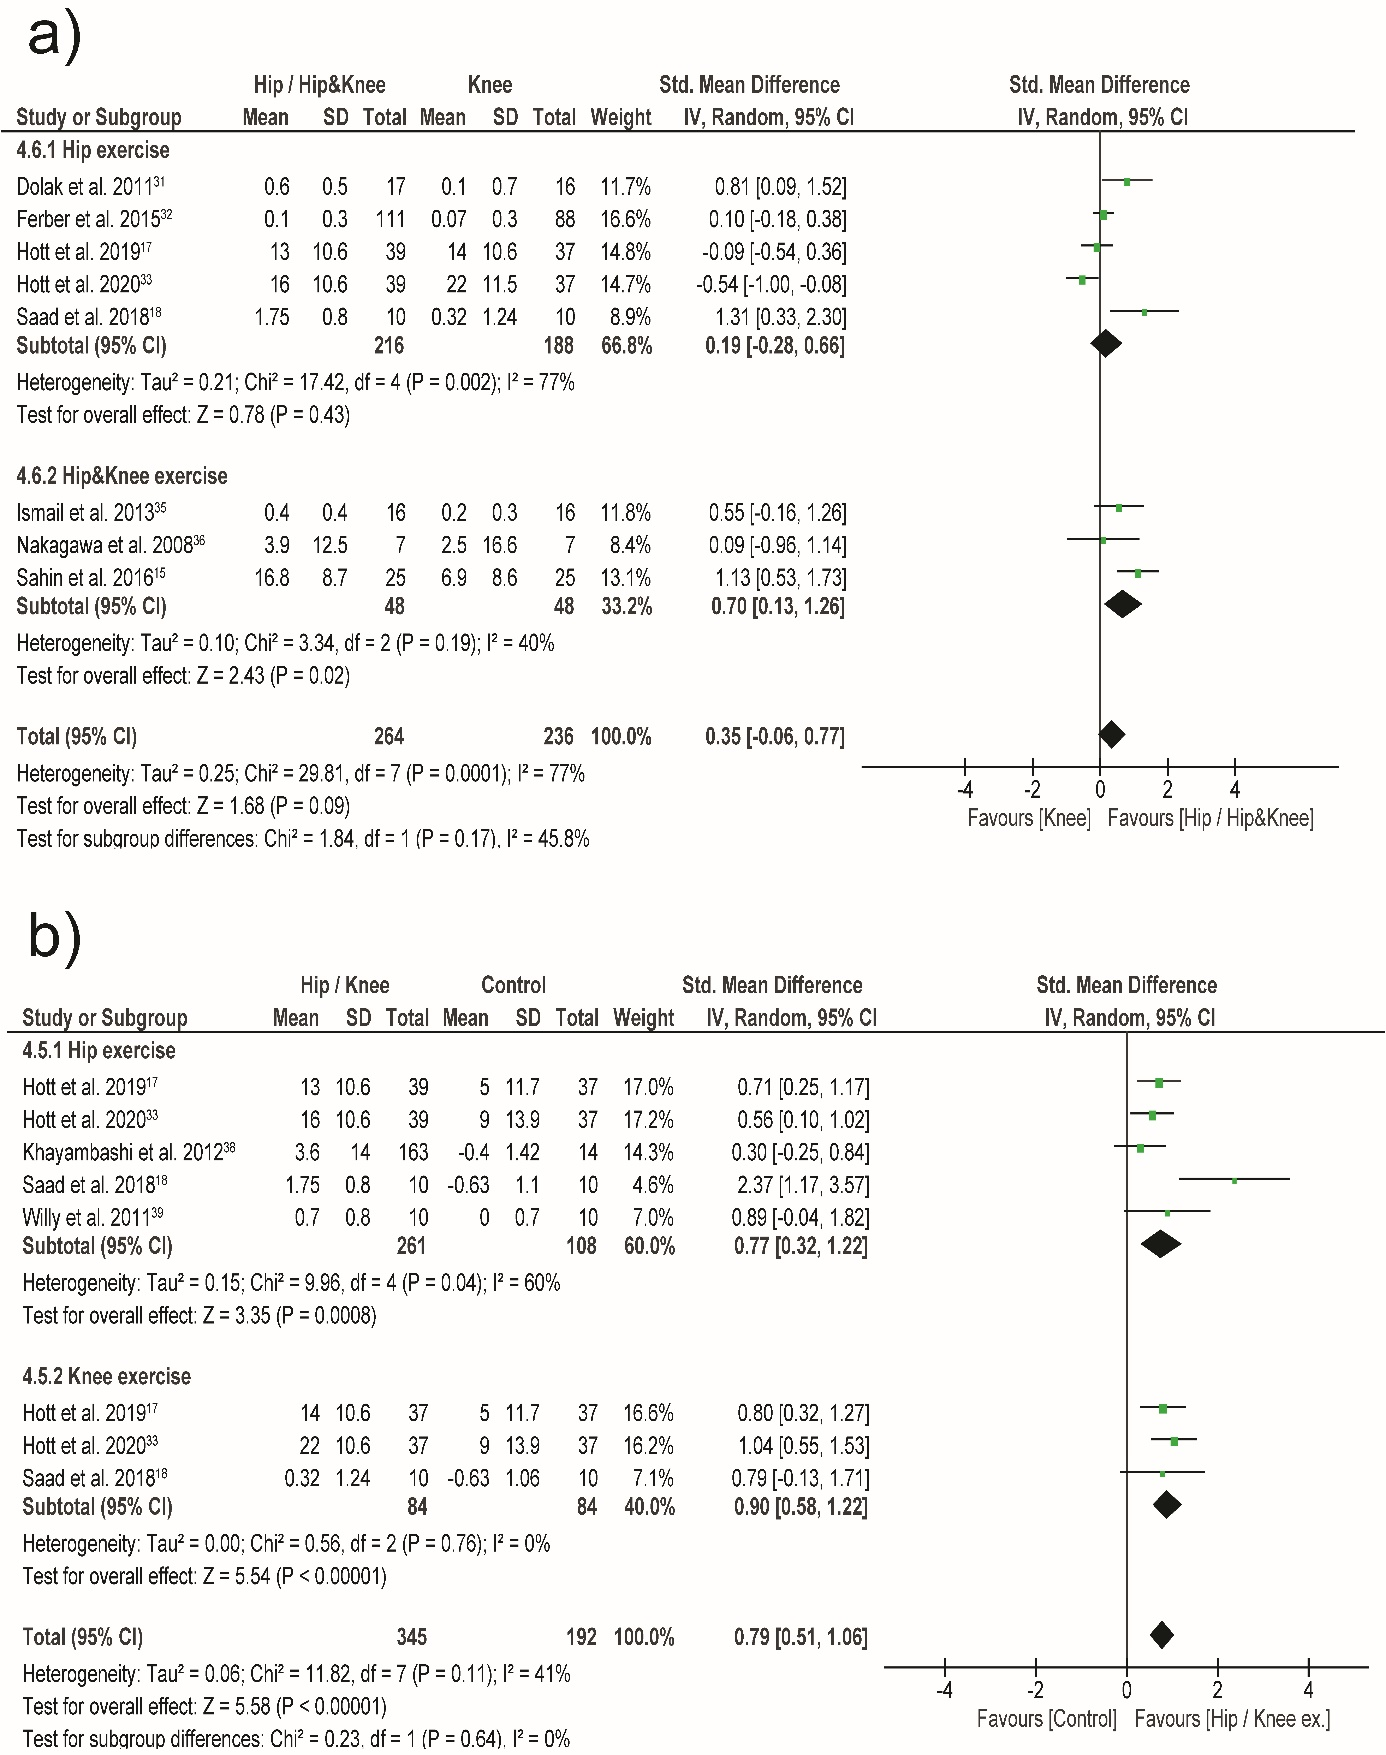 a)
Hip / Hip&Knee Knee Std. Mean Difference Std. Mean Difference
Study or Subgroup Mean SD Total Mean SD Total Weight IV, Random, 95% CI IV, Random, 95% CI
4.6.1 Hip exercise
Dolak et al. 2011³¹ 0.6 0.5 17 0.1 0.7 16 11.7% 0.81 [0.09, 1.52]
Ferber et al. 2015³² 0.1 0.3 111 0.07 0.3 88 16.6% 0.10 [-0.18, 0.38]
Hott et al. 2019¹⁷ 13 10.6 39 14 10.6 37 14.8% -0.09 [-0.54, 0.36]
Hott et al. 2020³³ 16 10.6 39 22 11.5 37 14.7% -0.54 [-1.00, -0.08]
Saad et al. 2018¹⁸ 1.75 0.8 10 0.32 1.24 10 8.9% 1.31 [0.33, 2.30]
Subtotal (95% CI) 216 188 66.8% 0.19 [-0.28, 0.66]
Heterogeneity: Tau² = 0.21; Chi² = 17.42, df = 4 (P = 0.002); I² = 77%
Test for overall effect: Z = 0.78 (P = 0.43)
4.6.2 Hip&Knee exercise
Ismail et al. 2013³⁵ 0.4 0.4 16 0.2 0.3 16 11.8% 0.55 [-0.16, 1.26]
Nakagawa et al. 2008³⁶ 3.9 12.5 7 2.5 16.6 7 8.4% 0.09 [-0.96, 1.14]
Sahin et al. 2016¹⁵ 16.8 8.7 25 6.9 8.6 25 13.1% 1.13 [0.53, 1.73]
Subtotal (95% CI) 48 48 33.2% 0.70 [0.13, 1.26]
Heterogeneity: Tau² = 0.10; Chi² = 3.34, df = 2 (P = 0.19); I² = 40%
Test for overall effect: Z = 2.43 (P = 0.02)
Total (95% CI) 264 236 100.0% 0.35 [-0.06, 0.77]
Heterogeneity: Tau² = 0.25; Chi² = 29.81, df = 7 (P = 0.0001); I² = 77%
Test for overall effect: Z = 1.68 (P = 0.09)
Test for subgroup differences: Chi² = 1.84, df = 1 (P = 0.17), I² = 45.8%
-4 -2 0 2 4
Favours [Knee] Favours [Hip / Hip&Knee]
b)
Hip / Knee Control Std. Mean Difference Std. Mean Difference
Study or Subgroup Mean SD Total Mean SD Total Weight IV, Random, 95% CI IV, Random, 95% CI
4.5.1 Hip exercise
Hott et al. 2019¹⁷ 13 10.6 39 5 11.7 37 17.0% 0.71 [0.25, 1.17]
Hott et al. 2020³³ 16 10.6 39 9 13.9 37 17.2% 0.56 [0.10, 1.02]
Khayambashi et al. 2012³⁸ 3.6 14 163 -0.4 1.42 14 14.3% 0.30 [-0.25, 0.84]
Saad et al. 2018¹⁸ 1.75 0.8 10 -0.63 1.1 10 4.6% 2.37 [1.17, 3.57]
Willy et al. 2011³⁹ 0.7 0.8 10 0 0.7 10 7.0% 0.89 [-0.04, 1.82]
Subtotal (95% CI) 261 108 60.0% 0.77 [0.32, 1.22]
Heterogeneity: Tau² = 0.15; Chi² = 9.96, df = 4 (P = 0.04); I² = 60%
Test for overall effect: Z = 3.35 (P = 0.0008)
4.5.2 Knee exercise
Hott et al. 2019¹⁷ 14 10.6 37 5 11.7 37 16.6% 0.80 [0.32, 1.27]
Hott et al. 2020³³ 22 10.6 37 9 13.9 37 16.2% 1.04 [0.55, 1.53]
Saad et al. 2018¹⁸ 0.32 1.24 10 -0.63 1.06 10 7.1% 0.79 [-0.13, 1.71]
Subtotal (95% CI) 84 84 40.0% 0.90 [0.58, 1.22]
Heterogeneity: Tau² = 0.00; Chi² = 0.56, df = 2 (P = 0.76); I² = 0%
Test for overall effect: Z = 5.54 (P < 0.00001)
Total (95% CI) 345 192 100.0% 0.79 [0.51, 1.06]
Heterogeneity: Tau² = 0.06; Chi² = 11.82, df = 7 (P = 0.11); I² = 41%
Test for overall effect: Z = 5.58 (P < 0.00001)
Test for subgroup differences: Chi² = 0.23, df = 1 (P = 0.64), I² = 0%
-4 -2 0 2 4
Favours [Control] Favours [Hip / Knee ex.]